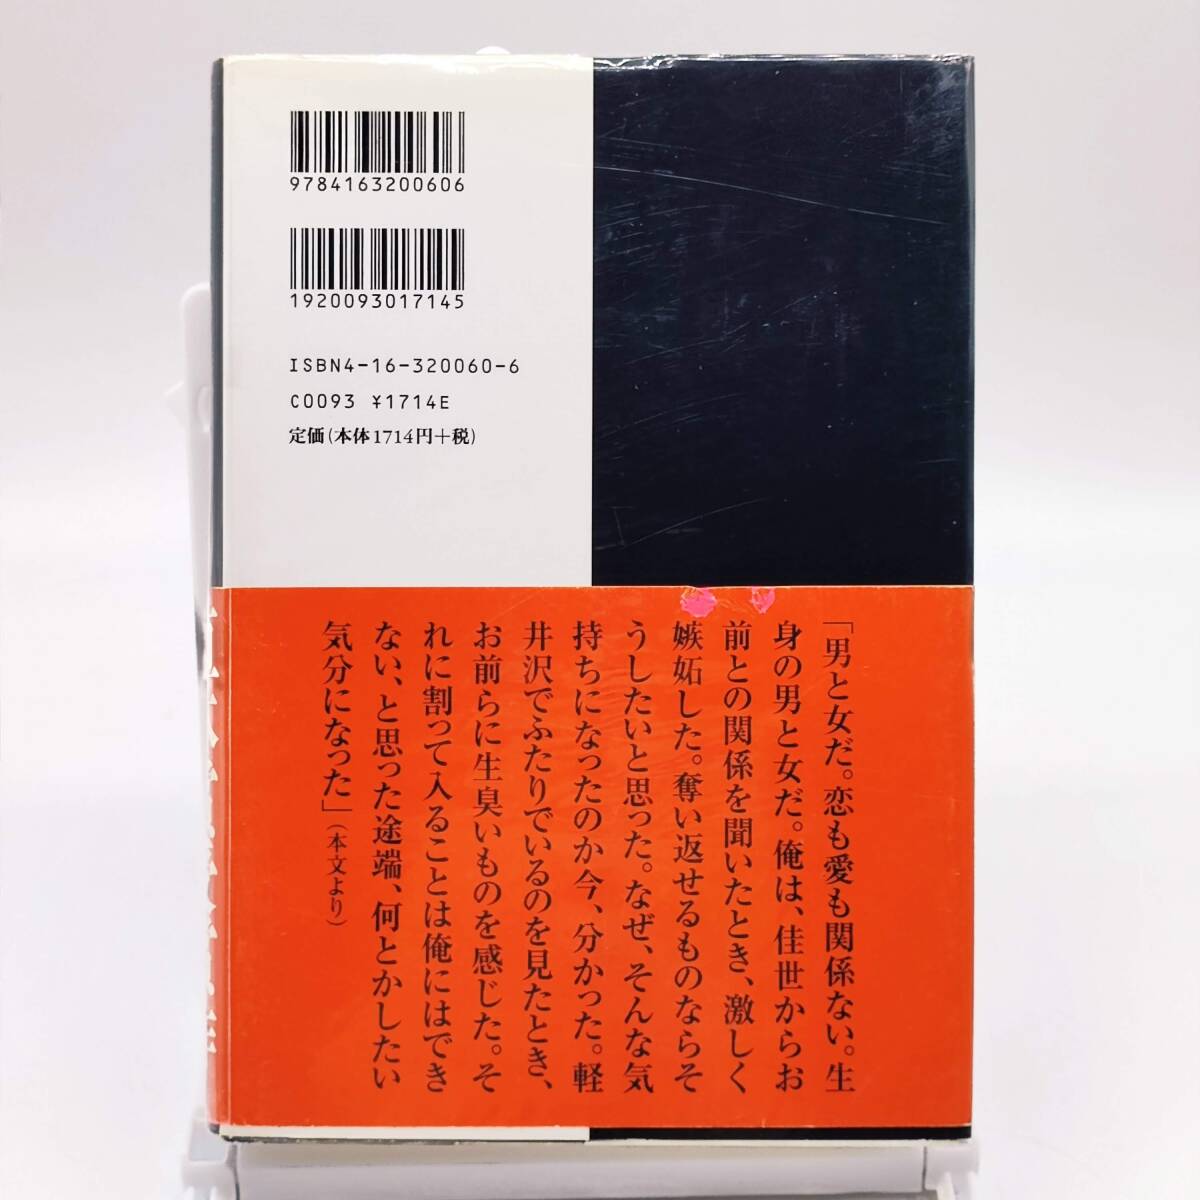 9784163200606
1920093017145
ISBN4-16-320060-6
C0093 ¥1714E
定価(本体1714円+税)
「男と女だ。恋も愛も関係ない。生
身の男と女だ。俺は、佳世からお
前との関係を聞いたとき、激しく
嫉妬した。奪い返せるものならそ
うしたいと思った。なぜ、そんな気
持ちになったのか今、分かった。軽
井沢でふたりでいるのを見たとき、
お前らに生臭いものを感じた。そ
れに割って入ることは俺にはでき
ない、と思った途端、何とかしたい
気分になった」(本文より)